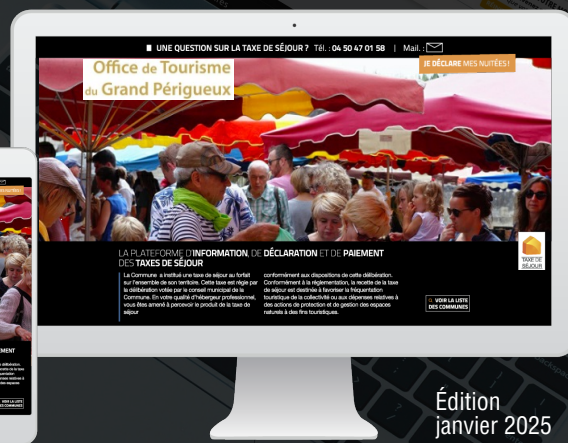 UNE QUESTION SUR LA TAXE DE SÉJOUR ? Tél. : 04 50 47 01 58 | Mail. :
JE DÉCLARE MES NUITÉES !
Office de Tourisme
du Grand Périgueux
LA PLATEFORME D'INFORMATION, DE DÉCLARATION ET DE PAIEMENT
DES TAXES DE SÉJOUR
La Commune a institué une taxe de séjour au forfait
sur l'ensemble de son territoire. Cette taxe est régie par
la délibération votée par le conseil municipal de la
Commune. En votre qualité d'hébergeur professionnel,
vous êtes amené à percevoir le produit de la taxe de
séjour
conformément aux dispositions de cette délibération.
Conformément à la réglementation, la recette de la taxe
de séjour est destinée à favoriser la fréquentation
touristique de la collectivité ou aux dépenses relatives à
des actions de protection et de gestion des espaces
naturels à des fins touristiques.
TAXE DE
SÉJOUR
VOIR LA LISTE
DES COMMUNES
Édition
janvier 2025